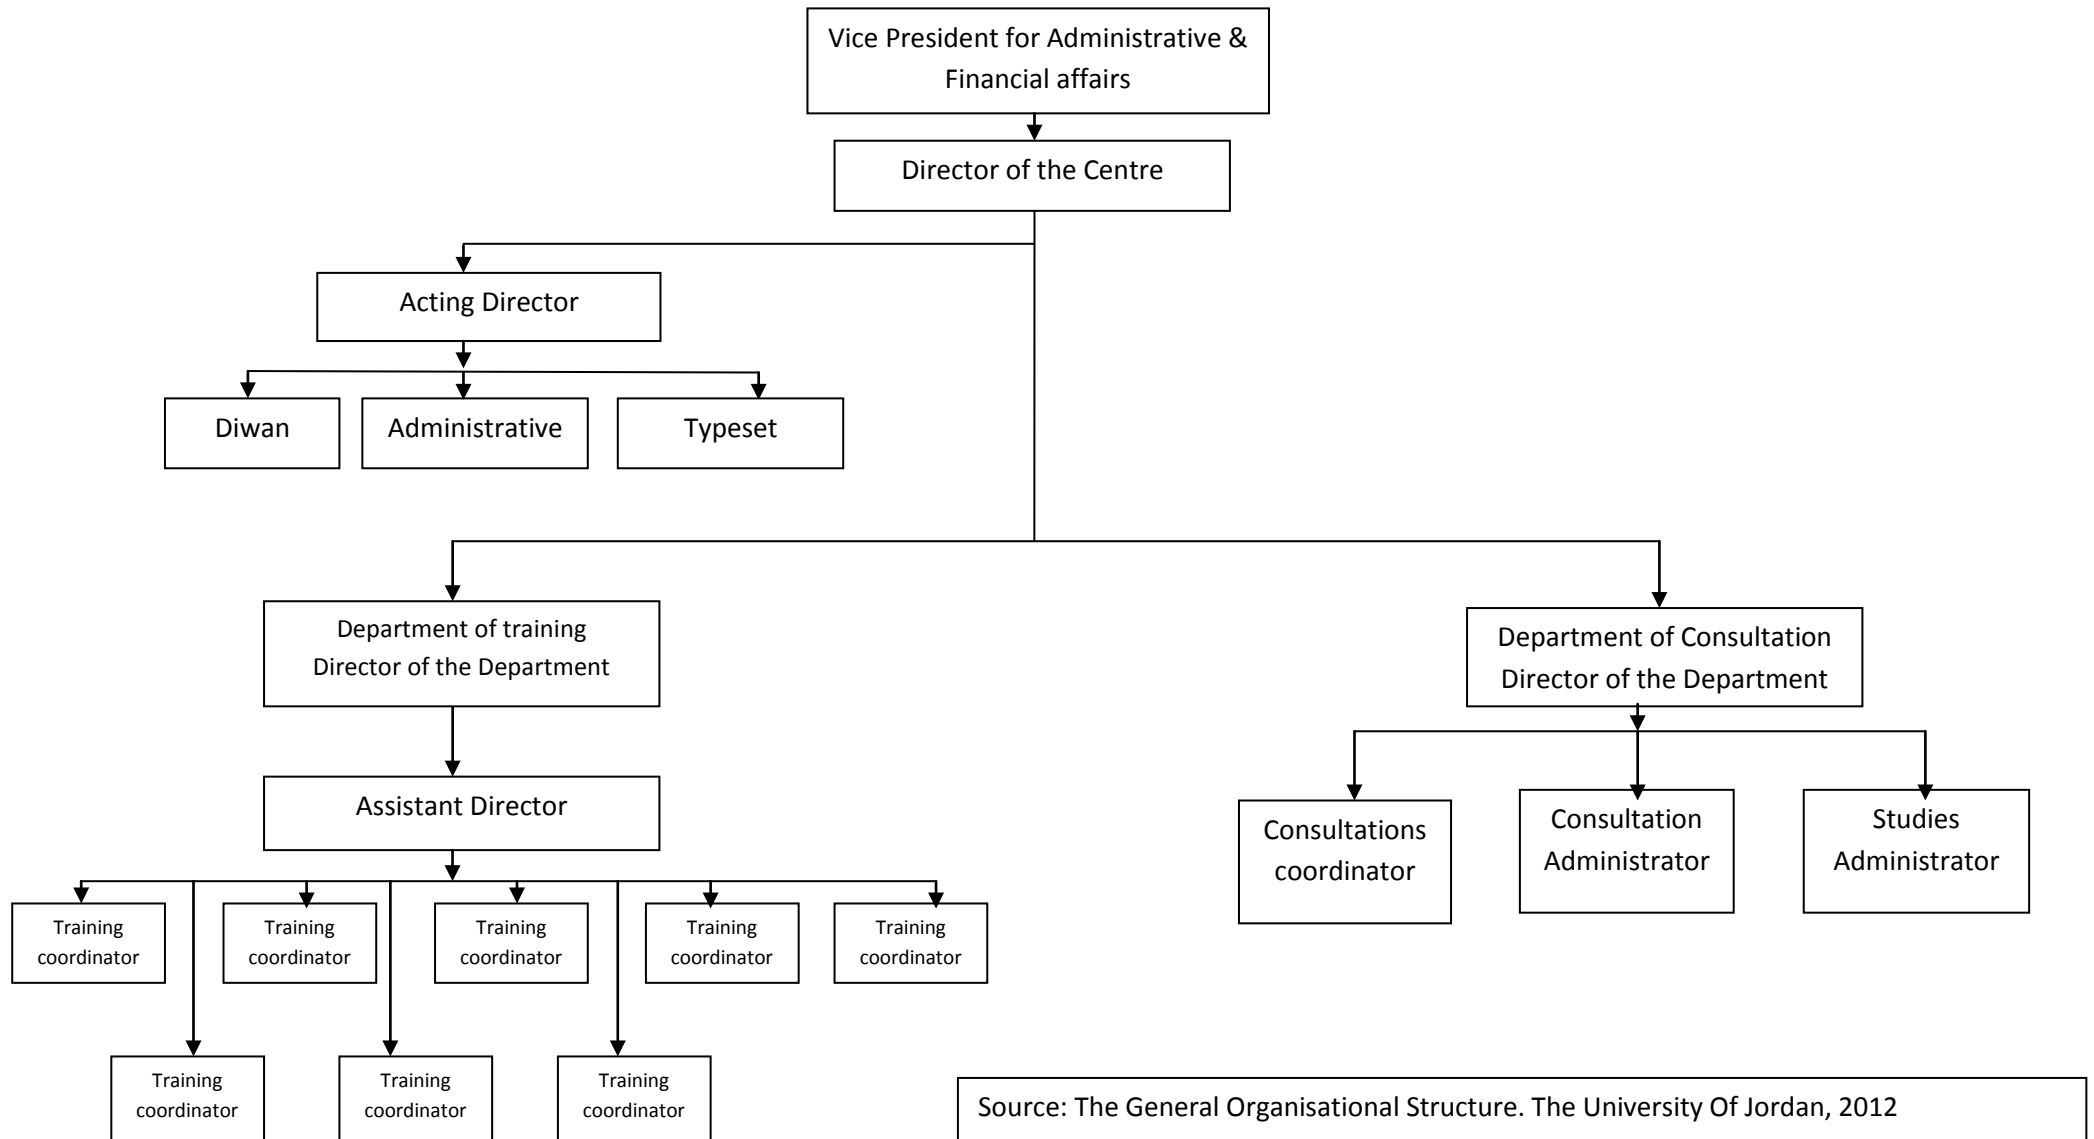 Vice President for Administrative &
Financial affairs
Director of the Centre
Acting Director
Diwan
Administrative
Typeset
Department of training
Director of the Department
Department of Consultation
Director of the Department
Assistant Director
Consultations
coordinator
Consultation
Administrator
Studies
Administrator
Training
coordinator
Training
coordinator
Training
coordinator
Training
coordinator
Training
coordinator
Training
coordinator
Training
coordinator
Training
coordinator
Source: The General Organisational Structure. The University Of Jordan, 2012